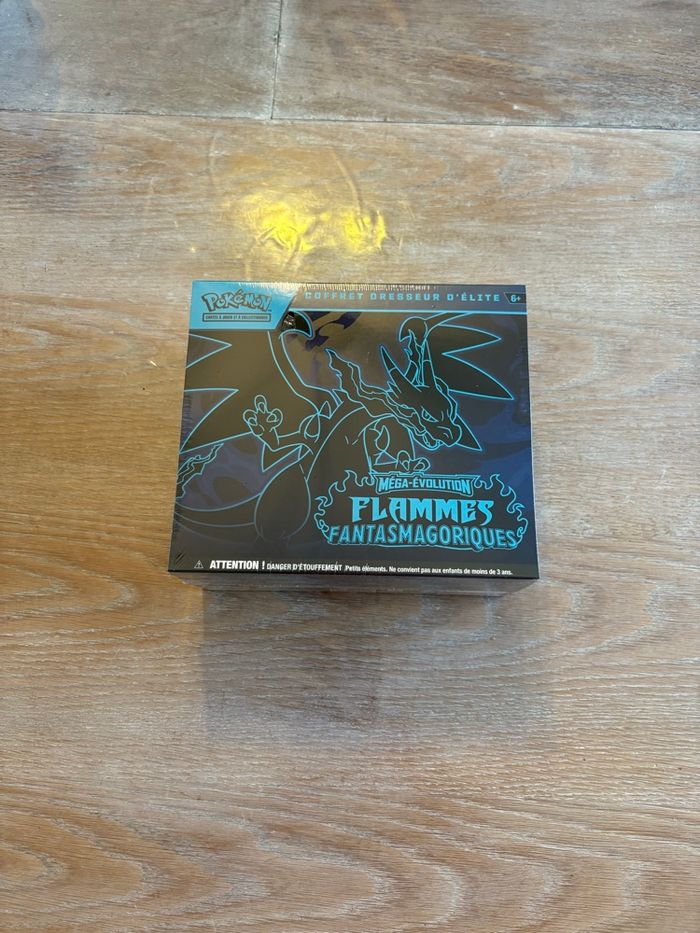 POKÉMON
CARTES À JOUER ET À COLLECTIONNER
COFFRET DRESSEUR D'ÉLITE 6+
MÉGA-ÉVOLUTION
FLAMMES
FANTASMAGORIQUES
ATTENTION ! DANGER D'ÉTOUFFEMENT .Petits éléments. Ne convient pas aux enfants de moins de 3 ans.